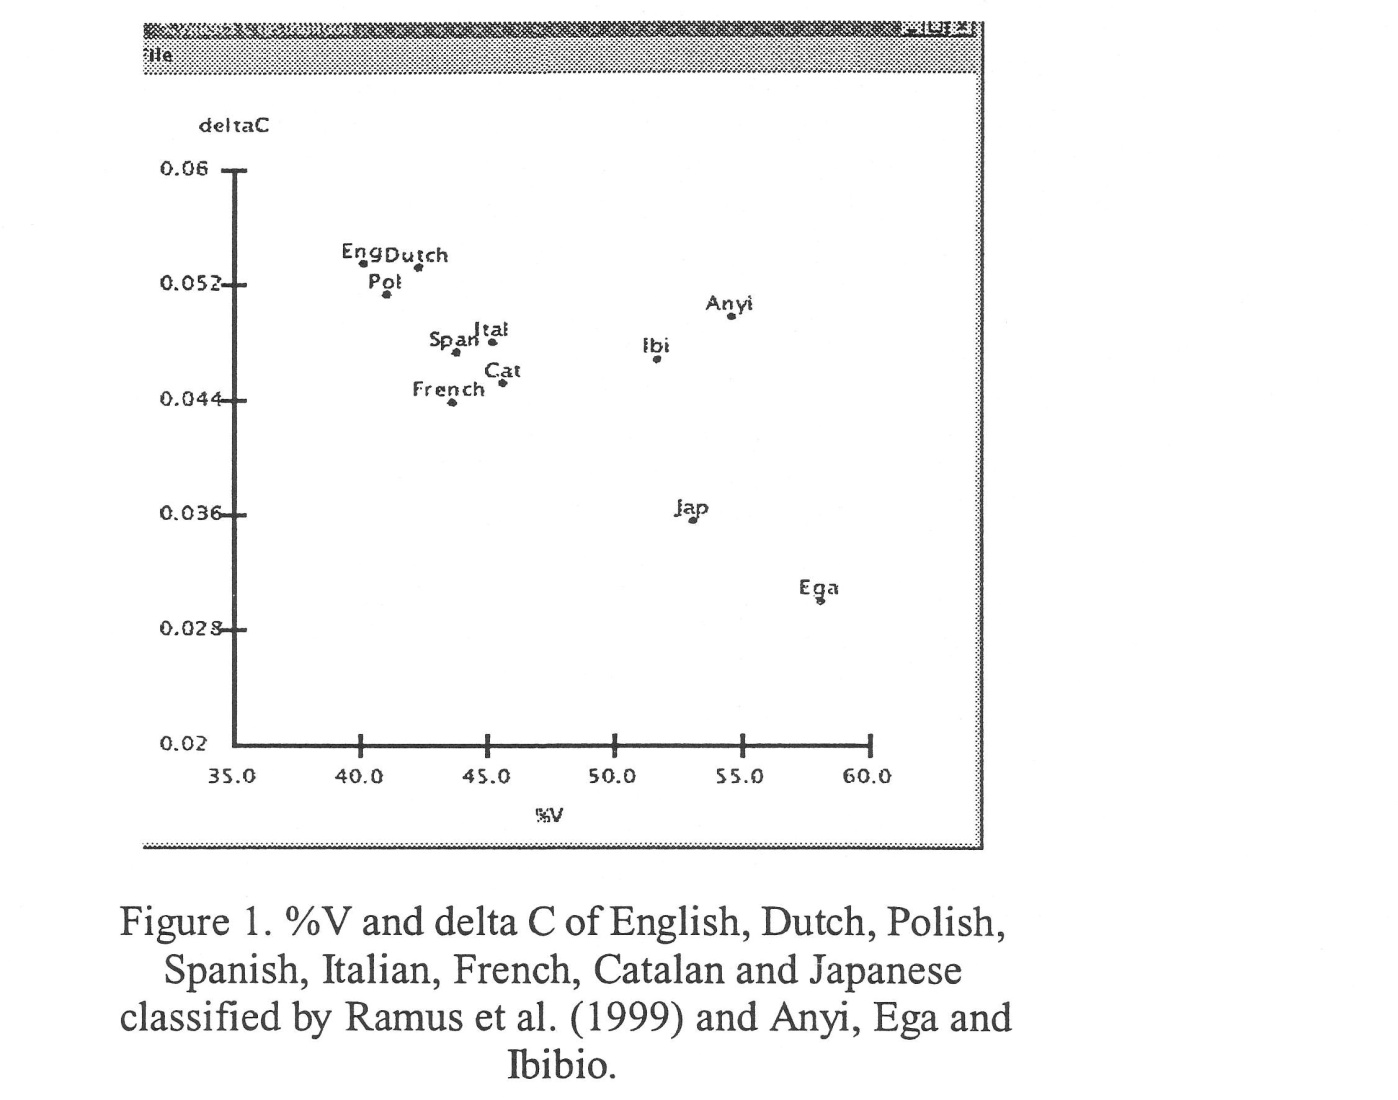 deltaC
0.06
Eng Dutch
0.052
Pol
Anyi
Ital
Span
Ibi
Cat
French
0.044
0.036
Jap
Ega
0.028
0.02
35.0 40.0 45.0 50.0 55.0 60.0
%V
Figure 1. %V and delta C of English, Dutch, Polish,
Spanish, Italian, French, Catalan and Japanese
classified by Ramus et al. (1999) and Anyi, Ega and
Ibibio.